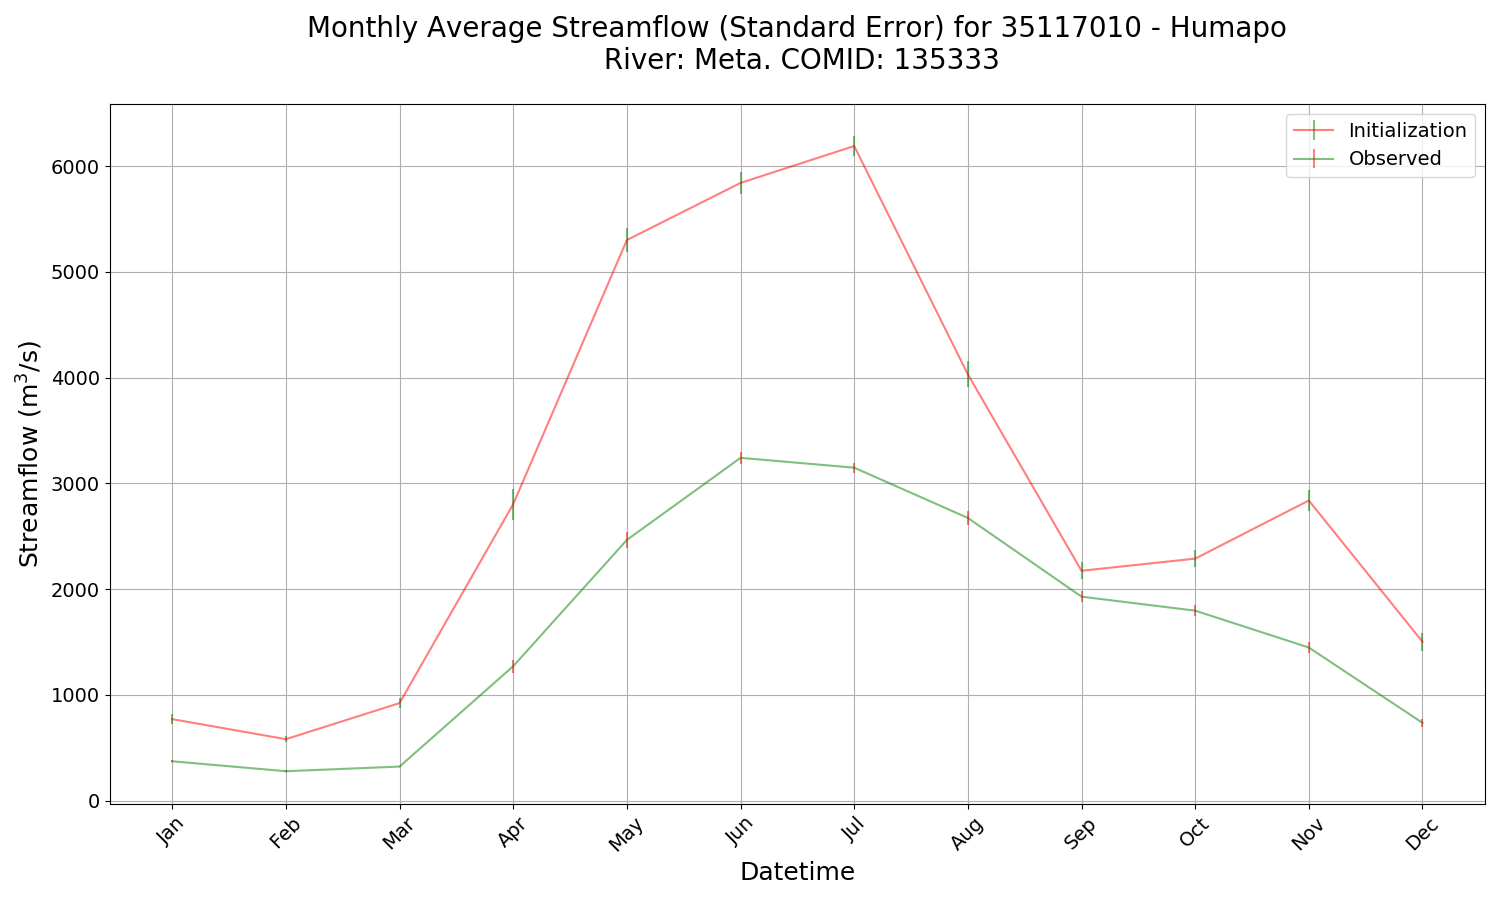 Monthly Average Streamflow (Standard Error) for 35117010 - Humapo
River: Meta. COMID: 135333
Initialization
Observed
Streamflow (m³/s)
6000
5000
4000
3000
2000
1000
0
Jan Feb Mar Apr May Jun Jul Aug Sep Oct Nov Dec
Datetime